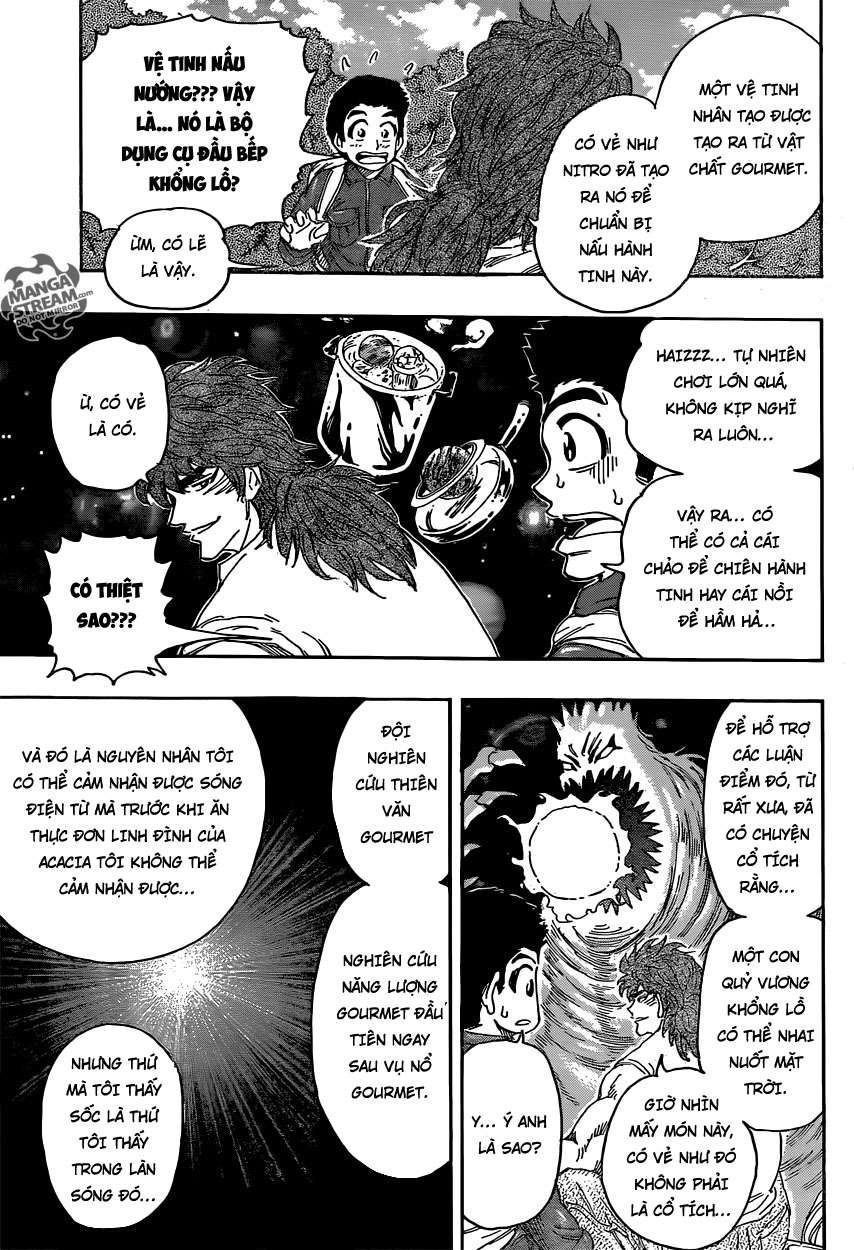 MỘT VỆ TINH
NHÂN TẠO ĐƯỢC
TẠO RA TỪ VẬT
CHẤT GOURMET.
CÓ VẺ NHƯ
NITRO ĐÃ TẠO
RA NÓ ĐỂ
CHUẨN BỊ
NẤU HÀNH
TINH NÀY.
VỆ TINH NẤU
NƯỚNG??? VẬY
LÀ... NÓ LÀ BỘ
DỤNG CỤ ĐẦU BẾP
KHỔNG LỒ?
ỪM, CÓ LẼ
LÀ VẬY.
MANGA
STREAM.com
DO NOT MIRROR!
HAIZZZ... TỰ NHIÊN
CHƠI LỚN QUÁ,
KHÔNG KỊP NGHĨ
RA LUÔN...
VẬY RA... CÓ
THỂ CÓ CẢ CÁI
CHẢO ĐỂ CHIÊN HÀNH
TINH HAY CÁI NỒI
ĐỂ HẦM HẢ...
Ừ, CÓ VẺ
LÀ CÓ.
CÓ THIỆT
SAO???
ĐỂ HỖ TRỢ
CÁC LUẬN
ĐIỂM ĐÓ, TỪ
RẤT XƯA, ĐÃ
CÓ CHUYỆN
CỔ TÍCH
RẰNG...
MỘT CON
QUỶ VƯƠNG
KHỔNG LỒ
CÓ THỂ NHAI
NUỐT MẶT
TRỜI.
GIỜ NHÌN
MẤY MÓN NÀY,
CÓ VẺ NHƯ ĐÓ
KHÔNG PHẢI
LÀ CỔ TÍCH...
Y... Ý ANH
LÀ SAO?
ĐỘI
NGHIÊN
CỨU THIÊN
VĂN
GOURMET
NGHIÊN CỨU
NĂNG LƯỢNG
GOURMET ĐẦU
TIÊN NGAY
SAU VỤ NỔ
GOURMET.
VÀ ĐÓ LÀ NGUYÊN NHÂN TÔI
CÓ THỂ CẢM NHẬN ĐƯỢC SÓNG
ĐIỆN TỪ MÀ TRƯỚC KHI ĂN
THỰC ĐƠN LINH ĐÌNH CỦA
ACACIA TÔI KHÔNG THỂ
CẢM NHẬN ĐƯỢC...
NHƯNG THỨ
MÀ TÔI THẤY
SỐC LÀ THỨ
TÔI THẤY
TRONG LÀN
SÓNG ĐÓ...